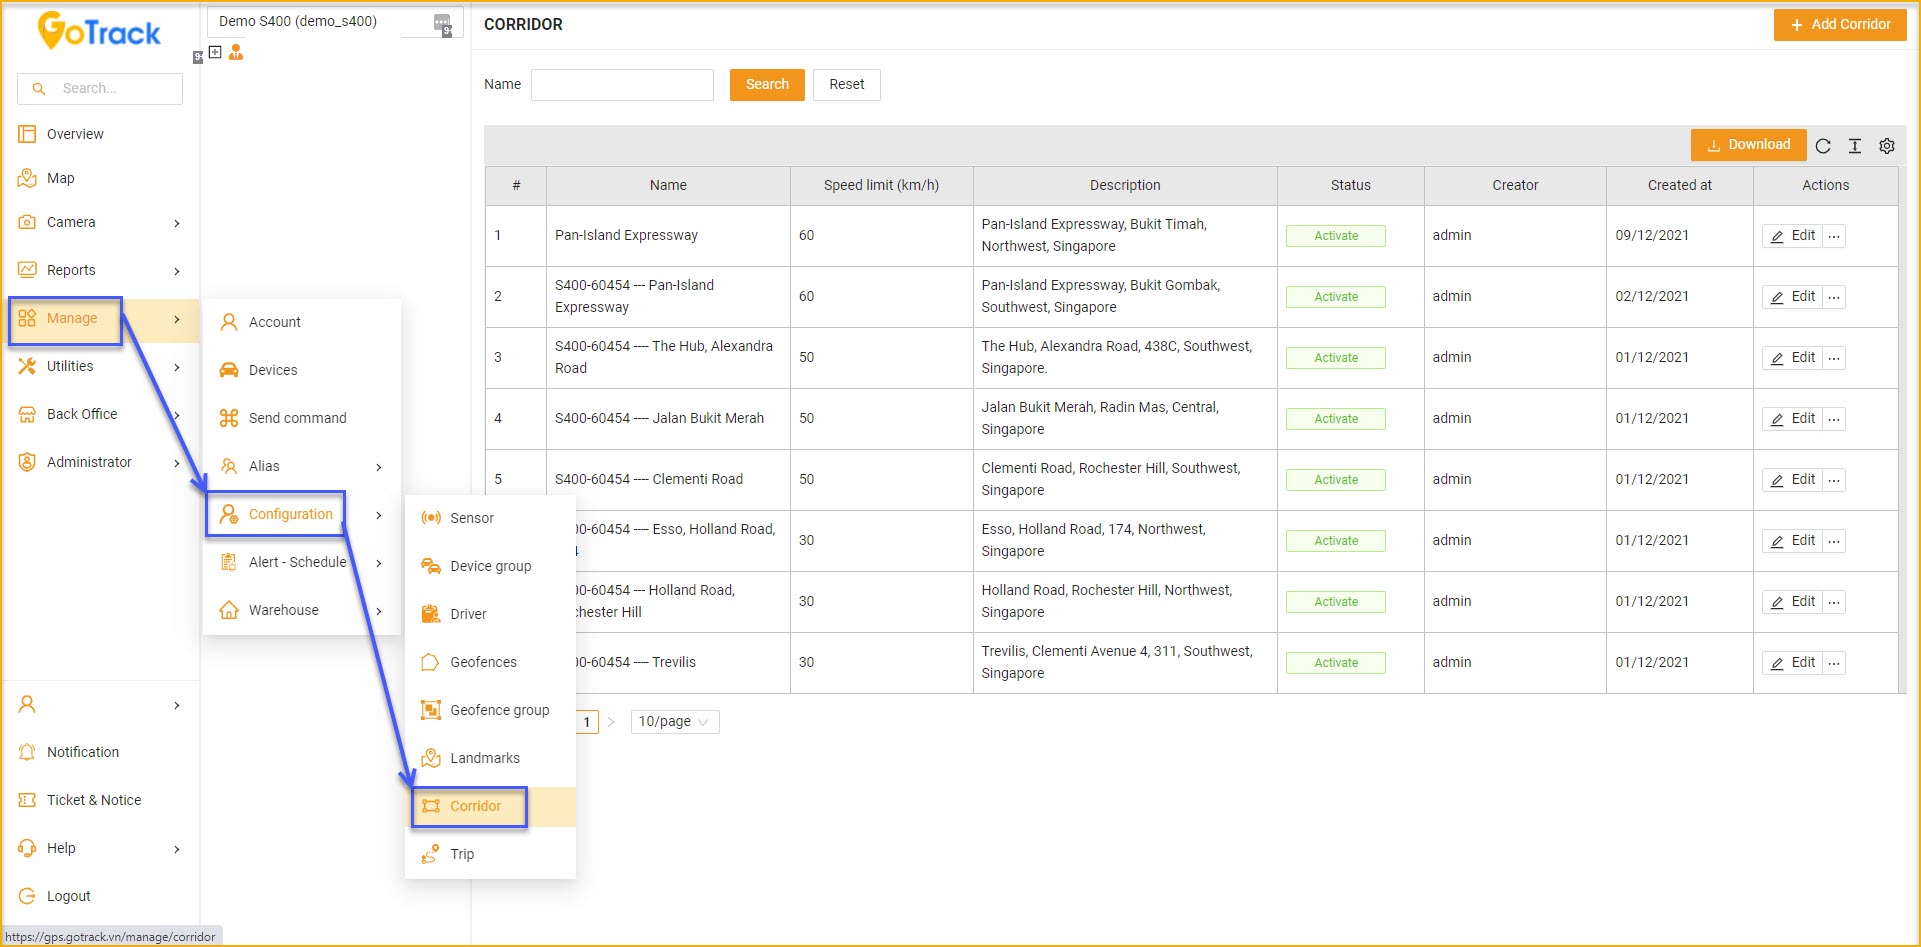 GoTrack
Search...
Overview
Map
Camera
Reports
Manage
Utilities
Back Office
Administrator
Notification
Ticket & Notice
Help
Logout
https://gps.gotrack.vn/manage/corridor
Demo S400 (demo_s400)
Account
Devices
Send command
Alias
Configuration
Alert - Schedule
Warehouse
Sensor
Device group
Driver
Geofences
Geofence group
Landmarks
Corridor
Trip
CORRIDOR
+ Add Corridor
Name
Search
Reset
Download
# Name Speed limit (km/h) Description Status Creator Created at Actions
1 Pan-Island Expressway 60 Pan-Island Expressway, Bukit Timah, Activate admin 09/12/2021 Edit ...
Northwest, Singapore
2 S400-60454 --- Pan-Island 60 Pan-Island Expressway, Bukit Gombak, Activate admin 02/12/2021 Edit ...
Expressway Southwest, Singapore
3 S400-60454 ---- The Hub, Alexandra 50 The Hub, Alexandra Road, 438C, Southwest, Activate admin 01/12/2021 Edit ...
Road Singapore.
4 S400-60454 ---- Jalan Bukit Merah 50 Jalan Bukit Merah, Radin Mas, Central, Activate admin 01/12/2021 Edit ...
Singapore
5 S400-60454 ---- Clementi Road 50 Clementi Road, Rochester Hill, Southwest, Activate admin 01/12/2021 Edit ...
Singapore
00-60454 ---- Esso, Holland Road, 30 Esso, Holland Road, 174, Northwest, Activate admin 01/12/2021 Edit ...
4 Singapore
00-60454 --- Holland Road, 30 Holland Road, Rochester Hill, Northwest, Activate admin 01/12/2021 Edit ...
chester Hill Singapore
00-60454 ---- Trevilis 30 Trevilis, Clementi Avenue 4, 311, Southwest, Activate admin 01/12/2021 Edit ...
Singapore
1 10/page